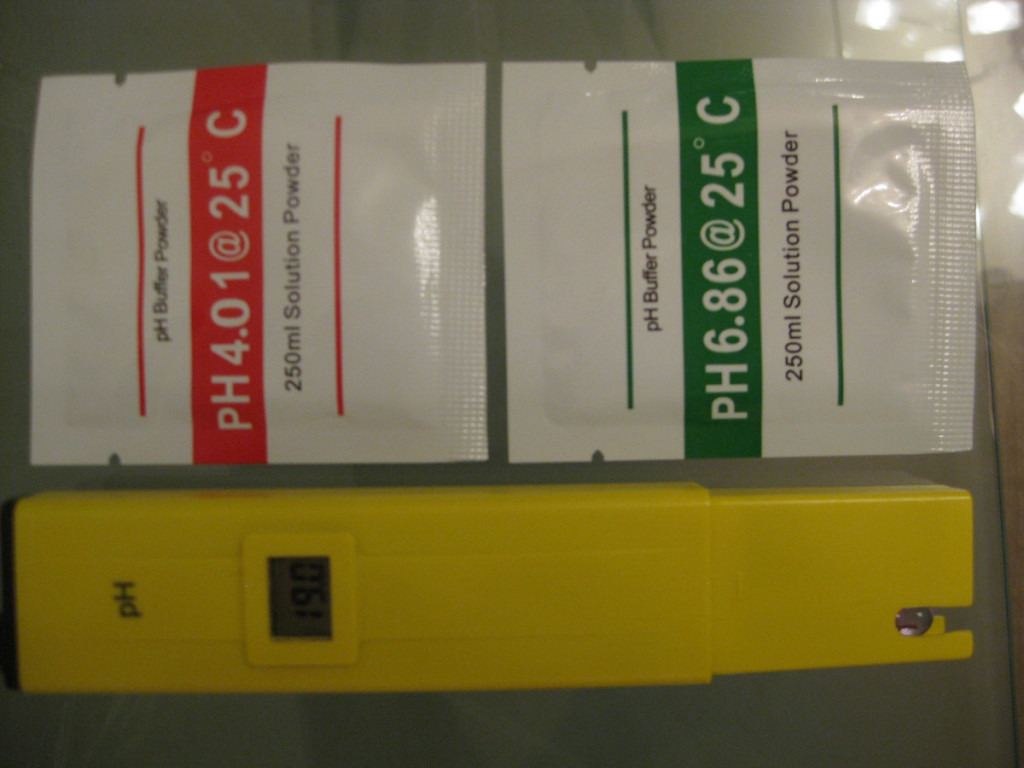 pH Buffer Powder
PH 4.01@25°C
250ml Solution Powder
pH Buffer Powder
PH 6.86@25°C
250ml Solution Powder
pH
19.0